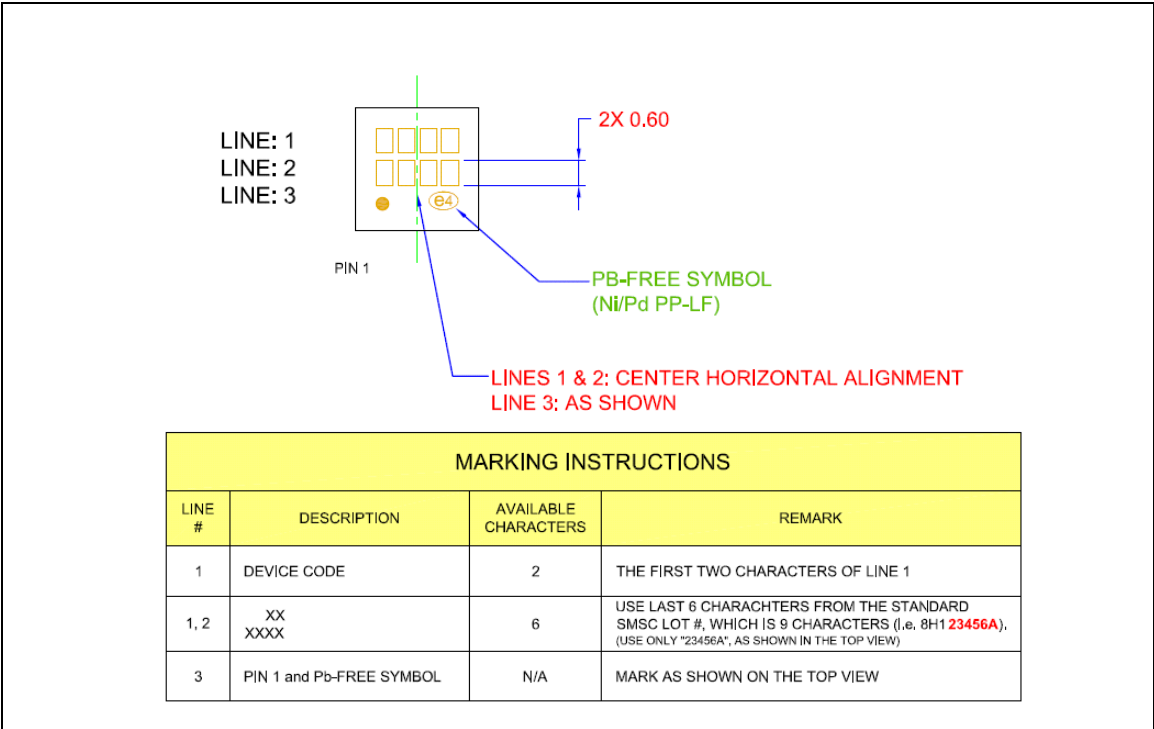 2X 0.60
LINE: 1
LINE: 2
LINE: 3
e4
PIN 1
PB-FREE SYMBOL
(Ni/Pd PP-LF)
LINES 1 & 2: CENTER HORIZONTAL ALIGNMENT
LINE 3: AS SHOWN
MARKING INSTRUCTIONS
LINE # DESCRIPTION AVAILABLE CHARACTERS REMARK
1 DEVICE CODE 2 THE FIRST TWO CHARACTERS OF LINE 1
1, 2 XX XXXX 6 USE LAST 6 CHARACHTERS FROM THE STANDARD
SMSC LOT #, WHICH IS 9 CHARACTERS (I.e. 8H123456A),
(USE ONLY "23456A", AS SHOWN IN THE TOP VIEW)
3 PIN 1 and Pb-FREE SYMBOL N/A MARK AS SHOWN ON THE TOP VIEW